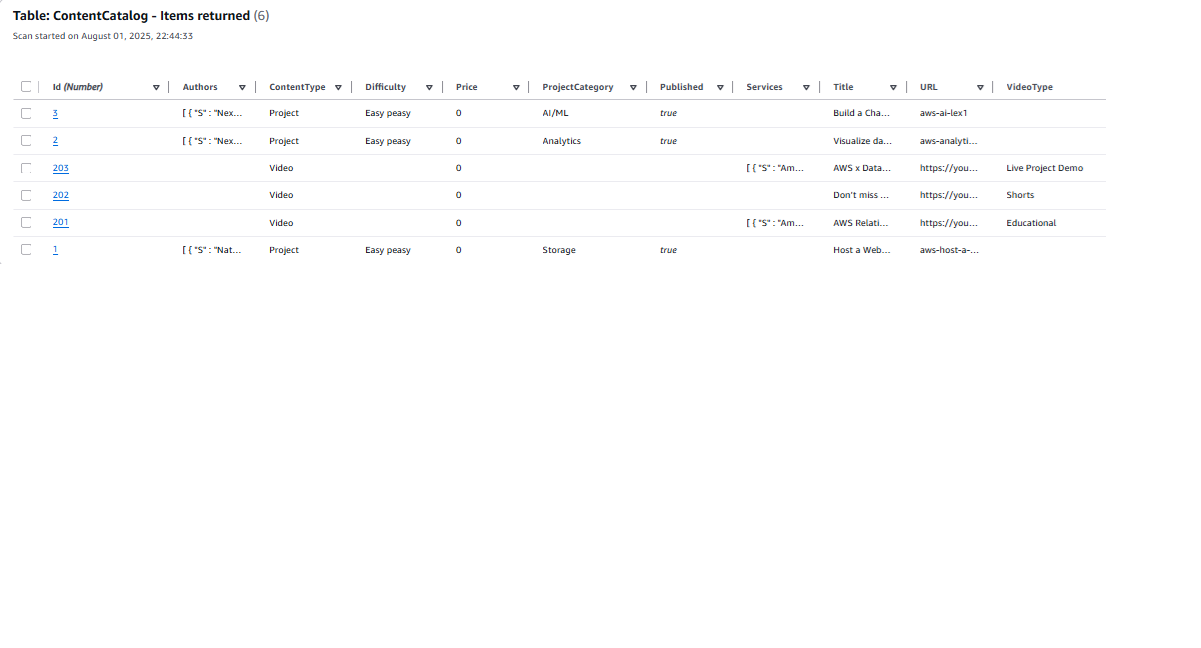 Table: ContentCatalog - Items returned (6)
Scan started on August 01, 2025, 22:44:33
Id (Number) Authors ContentType Difficulty Price ProjectCategory Published Services Title URL VideoType
3 [ { "S" : "Nex... Project Easy peasy 0 AI/ML true Build a Cha... aws-ai-lex1
2 [ { "S" : "Nex... Project Easy peasy 0 Analytics true Visualize da... aws-analyti...
203 Video 0 [ { "S" : "Am... AWS x Data... https://you... Live Project Demo
202 Video 0 Don't miss ... https://you... Shorts
201 Video 0 [ { "S" : "Am... AWS Relati... https://you... Educational
1 [ { "S" : "Nat... Project Easy peasy 0 Storage true Host a Web... aws-host-a-...